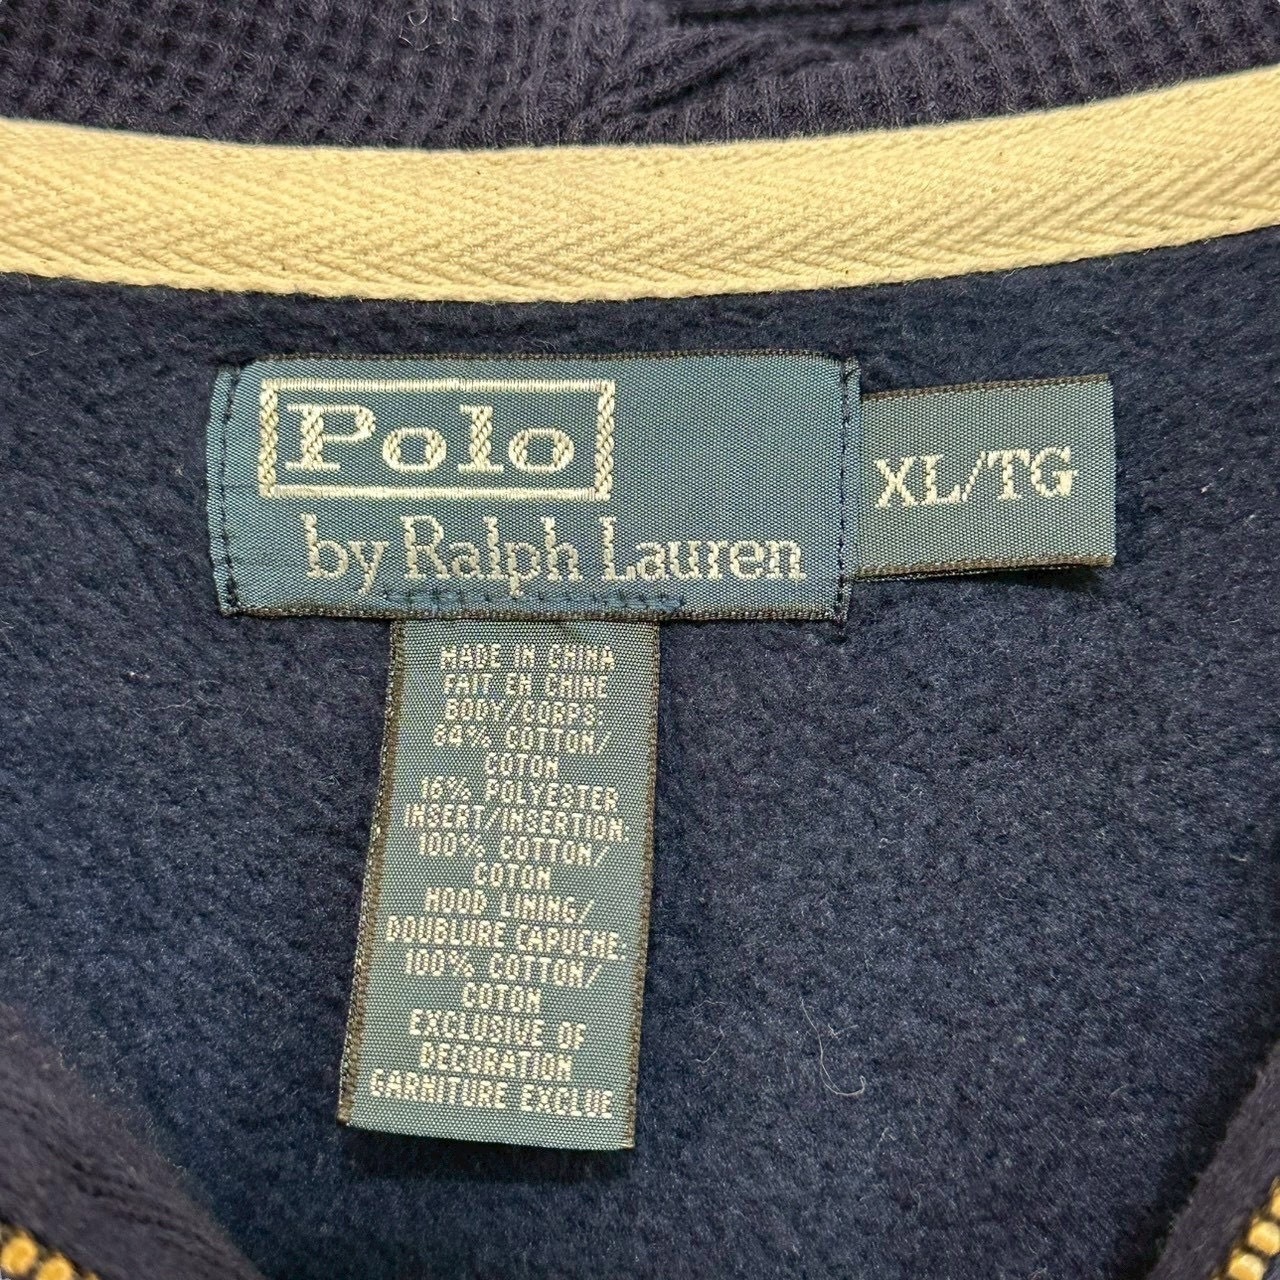 Polo
by Ralph Lauren
XL/TG
MADE IN CHINA
FAIT EN CHINE
BODY/CORPS
84% COTTON/
COTON
16% POLYESTER
INSERT/INSERTION
100% COTTON/
COTON
HOOD LINING/
DOUBLURE CAPUCHE
100% COTTON/
COTON
EXCLUSIVE OF
DECORATION
GARNITURE EXCLUE